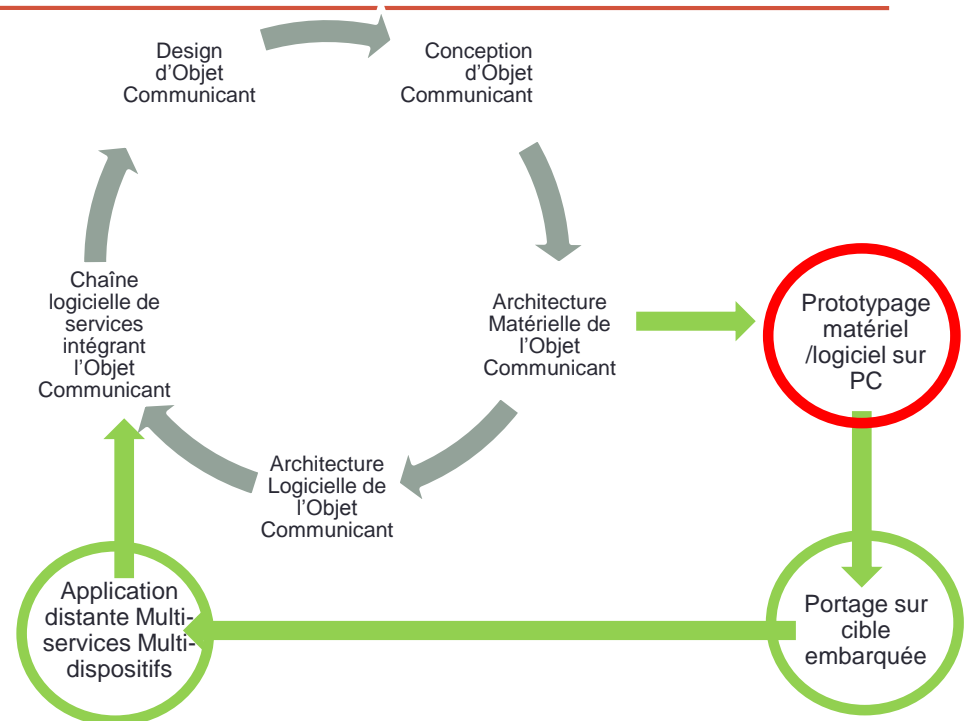 Design
d’Objet
Communicant
Conception
d’Objet
Communicant
Chaîne
logicielle de
services
intégrant
l’Objet
Communicant
Architecture
Matérielle de
l’Objet
Communicant
Prototypage
matériel
/logiciel sur
PC
Architecture
Logicielle de
l’Objet
Communicant
Application
distante Multi-
services Multi-
dispositifs
Portage sur
cible
embarquée